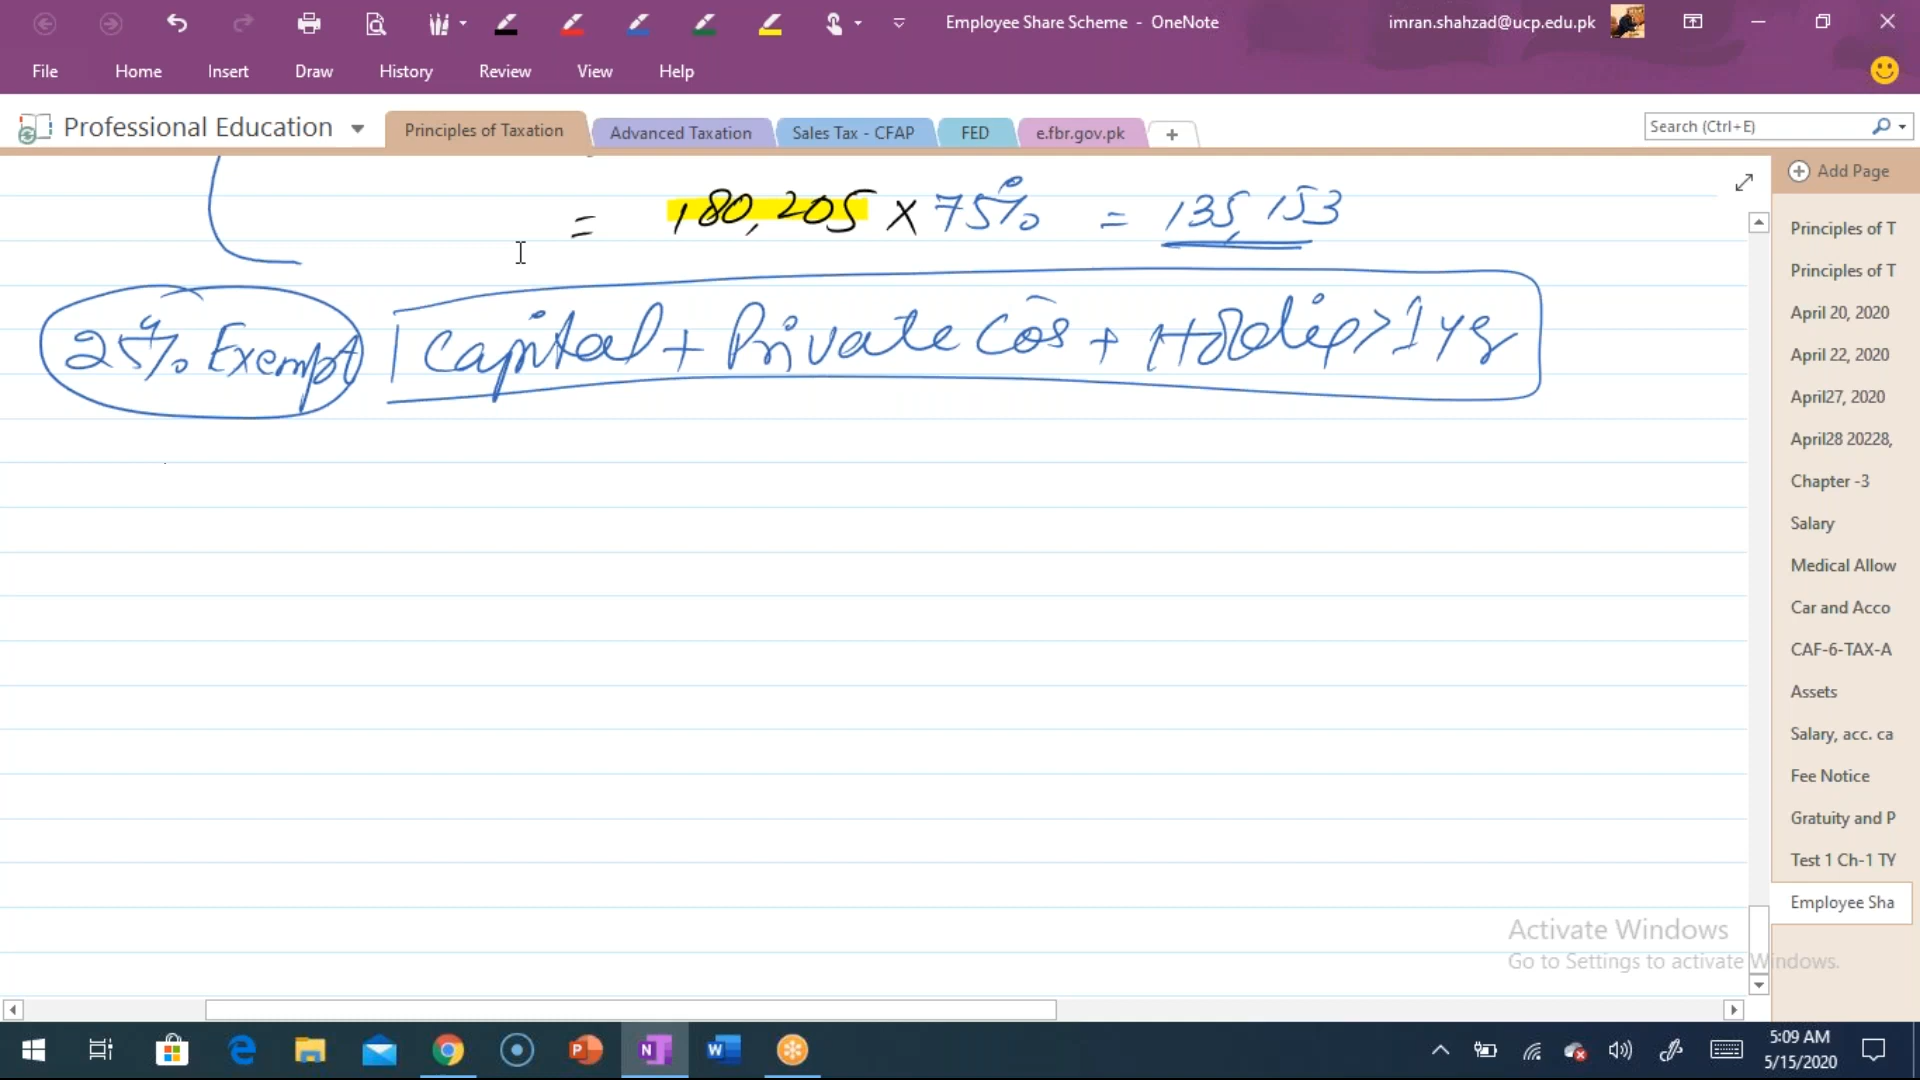 Employee Share Scheme - OneNote
imran.shahzad@ucp.edu.pk
File Home Insert Draw History Review View Help
Professional Education
Principles of Taxation
Advanced Taxation
Sales Tax - CFAP
FED
e.fbr.gov.pk
+
Search (Ctrl+E)
Add Page
= 180,205 X 75% = 135,153
25% Exempt Capital + Private Cos + Holding > 1 yr
Principles of T
Principles of T
April 20, 2020
April 22, 2020
April27, 2020
April28 20228,
Chapter -3
Salary
Medical Allow
Car and Acco
CAF-6-TAX-A
Assets
Salary, acc. ca
Fee Notice
Gratuity and P
Test 1 Ch-1 TY
Employee Sha
Activate Windows
Go to Settings to activate Windows.
5:09 AM
5/15/2020